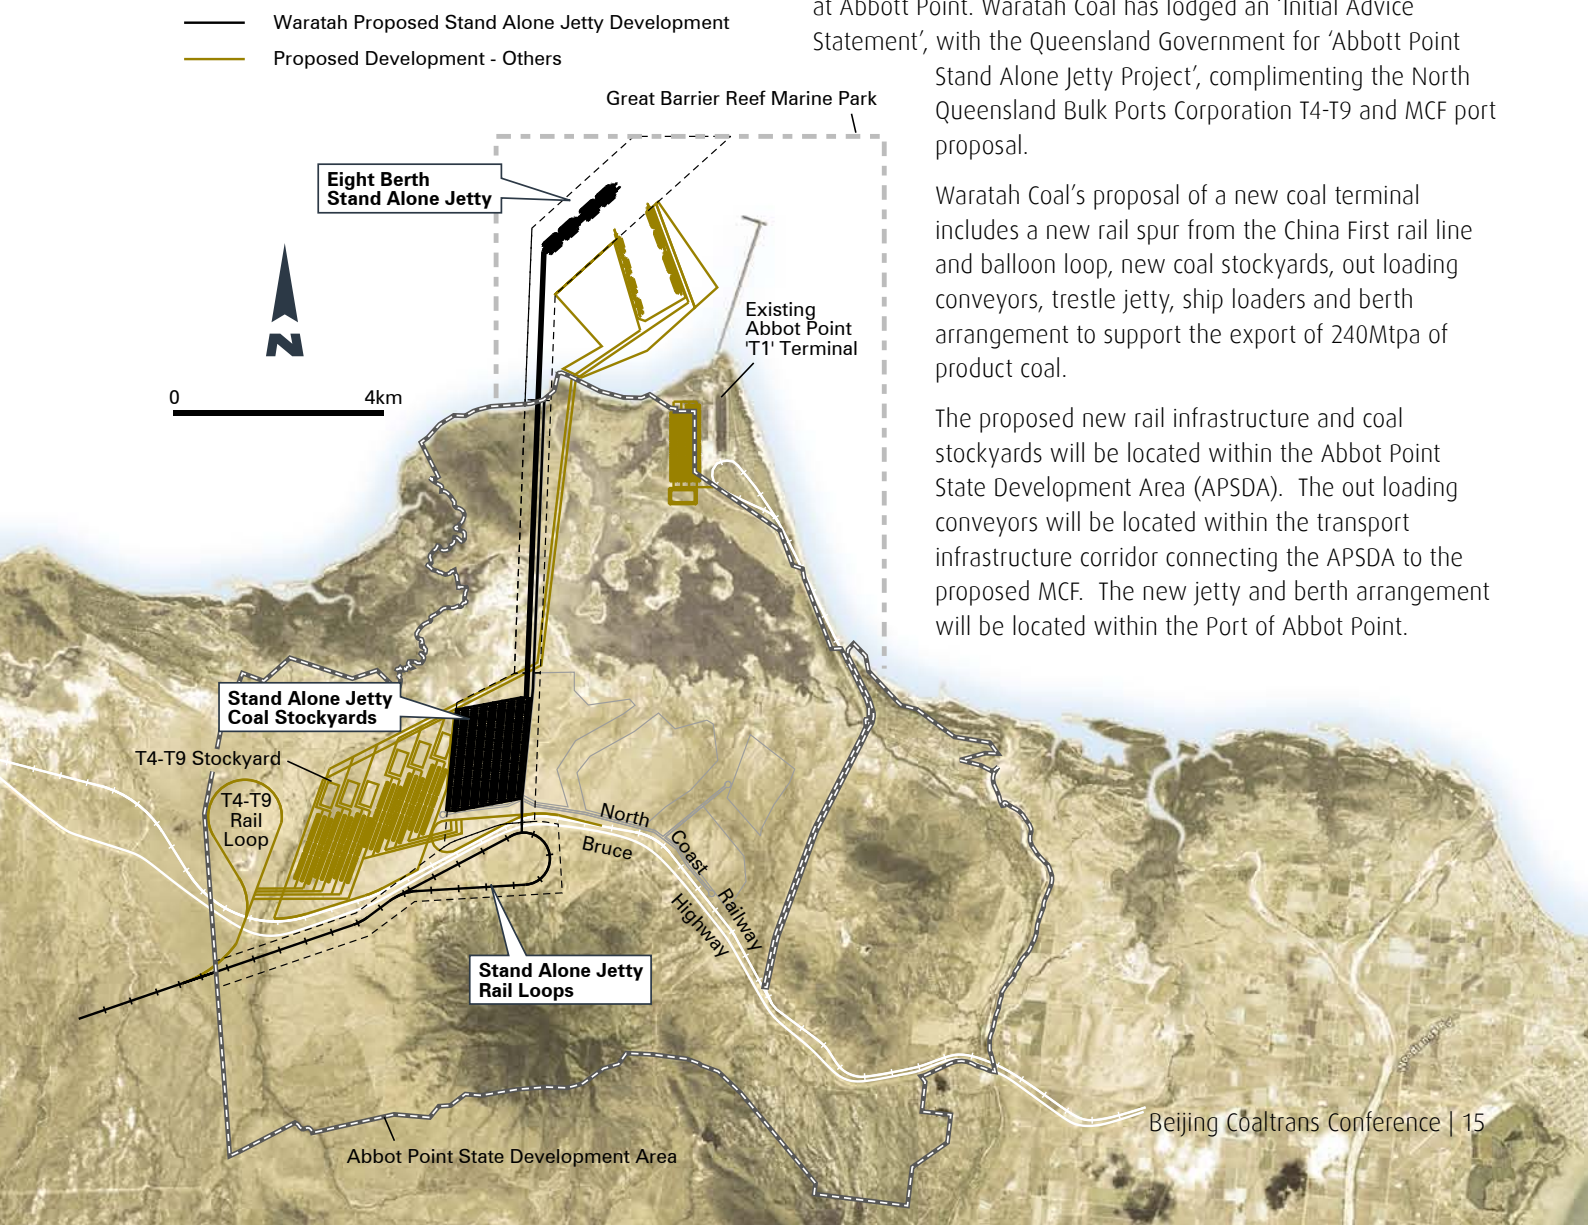 Waratah Proposed Stand Alone Jetty Development
Proposed Development - Others
at Abbott Point. Waratah Coal has lodged an ‘Initial Advice
Statement’, with the Queensland Government for ‘Abbott Point
Stand Alone Jetty Project’, complimenting the North
Queensland Bulk Ports Corporation T4-T9 and MCF port
proposal.
Waratah Coal’s proposal of a new coal terminal
includes a new rail spur from the China First rail line
and balloon loop, new coal stockyards, out loading
conveyors, trestle jetty, ship loaders and berth
arrangement to support the export of 240Mtpa of
product coal.
The proposed new rail infrastructure and coal
stockyards will be located within the Abbot Point
State Development Area (APSDA).  The out loading
conveyors will be located within the transport
infrastructure corridor connecting the APSDA to the
proposed MCF.  The new jetty and berth arrangement
will be located within the Port of Abbot Point.
Great Barrier Reef Marine Park
Eight Berth
Stand Alone Jetty
N
0 4km
Existing
Abbot Point
'T1' Terminal
Stand Alone Jetty
Coal Stockyards
T4-T9 Stockyard
T4-T9
Rail
Loop
North Coast Railway
Bruce Highway
Stand Alone Jetty
Rail Loops
Abbot Point State Development Area
Beijing Coaltrans Conference | 15